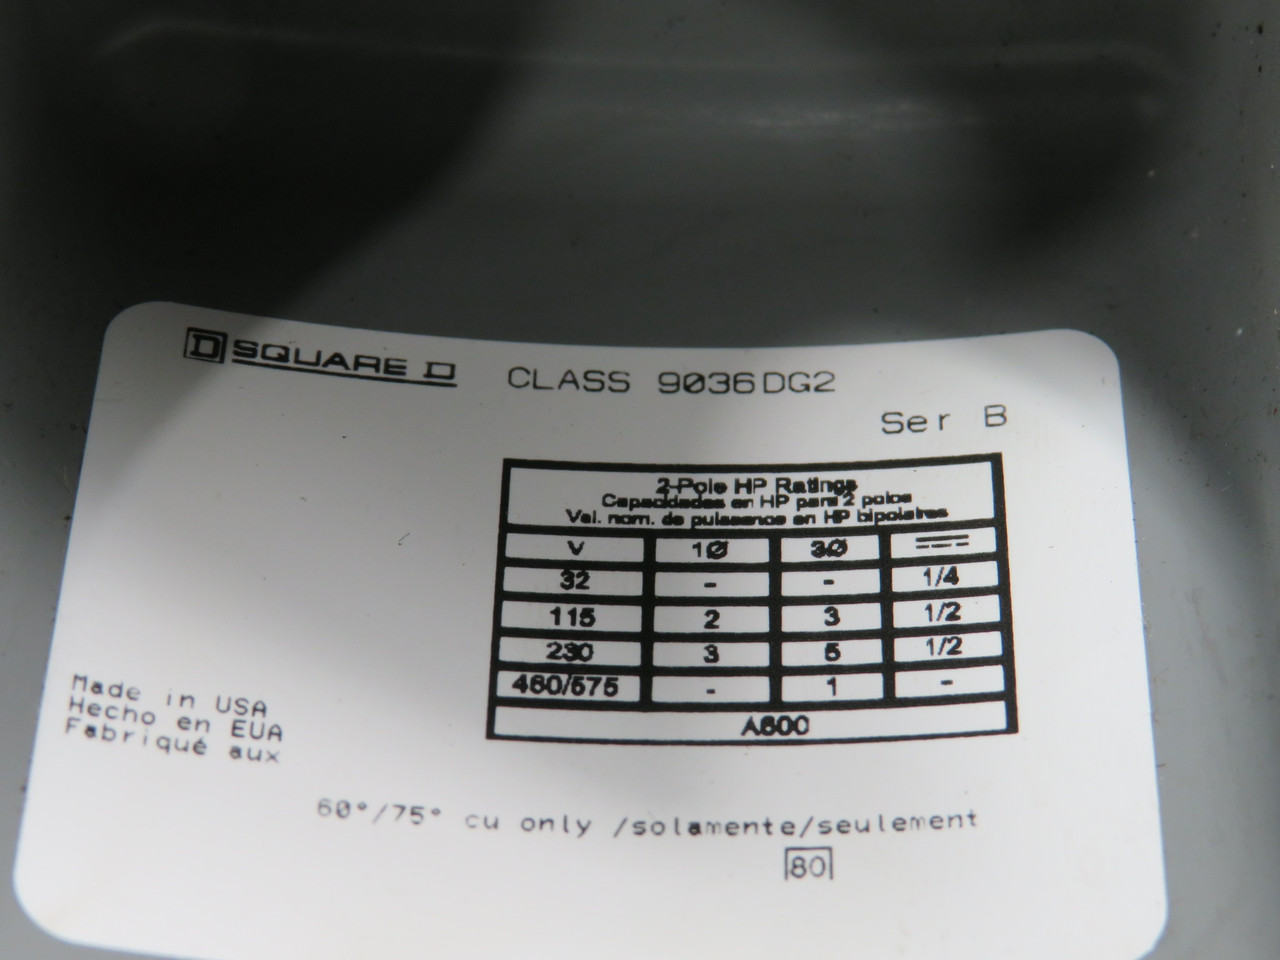 D SQUARE D CLASS 9036DG2
Ser B
2-Pole HP Ratings
Capacidades en HP para 2 polos
Val. nom. de puissance en HP bipolaires
V 1Ø 3Ø ⎓
32 - - 1/4
115 2 3 1/2
230 3 5 1/2
460/575 - 1 -
A600
Made in USA
Hecho en EUA
Fabriqué aux
60°/75° cu only /solamente/seulement
80